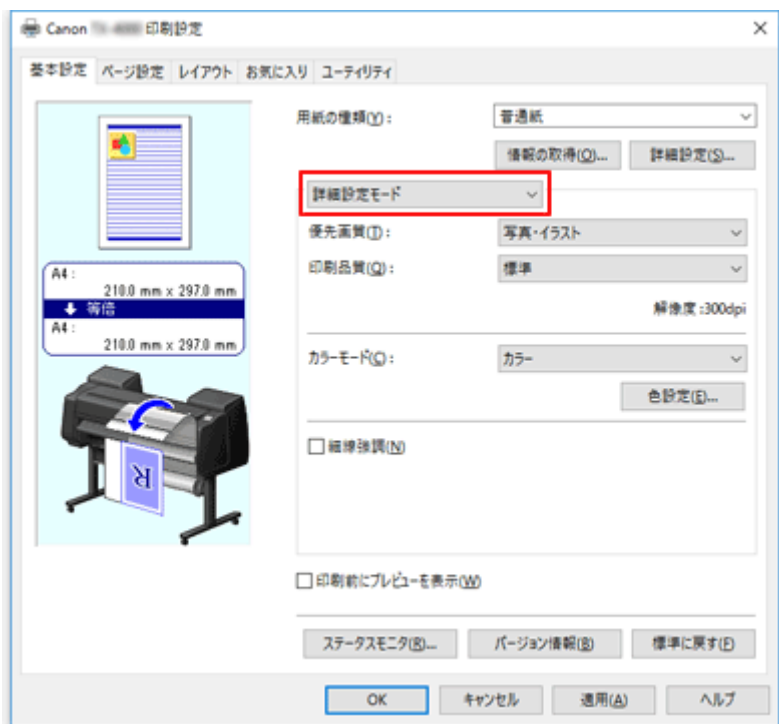 Canon 印刷設定
基本設定 ページ設定 レイアウト お気に入り ユーティリティ
用紙の種類(Y): 普通紙
情報の取得(O)... 詳細設定(S)...
詳細設定モード
優先画質(T): 写真・イラスト
印刷品質(Q): 標準
解像度:300dpi
カラーモード(C): カラー
色設定(E)...
細線強調(N)
A4:
210.0 mm x 297.0 mm
等倍
A4:
210.0 mm x 297.0 mm
R
印刷前にプレビューを表示(W)
ステータスモニタ(R)... バージョン情報(B) 標準に戻す(F)
OK キャンセル 適用(A) ヘルプ